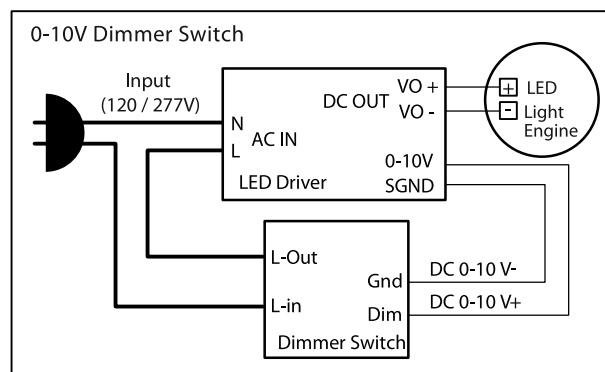 0-10V Dimmer Switch
Input
(120 / 277V)
N
L
AC IN
DC OUT
VO +
VO -
0-10V
SGND
LED Driver
+
-
LED
Light
Engine
L-Out
L-in
Gnd
Dim
Dimmer Switch
DC 0-10 V-
DC 0-10 V+